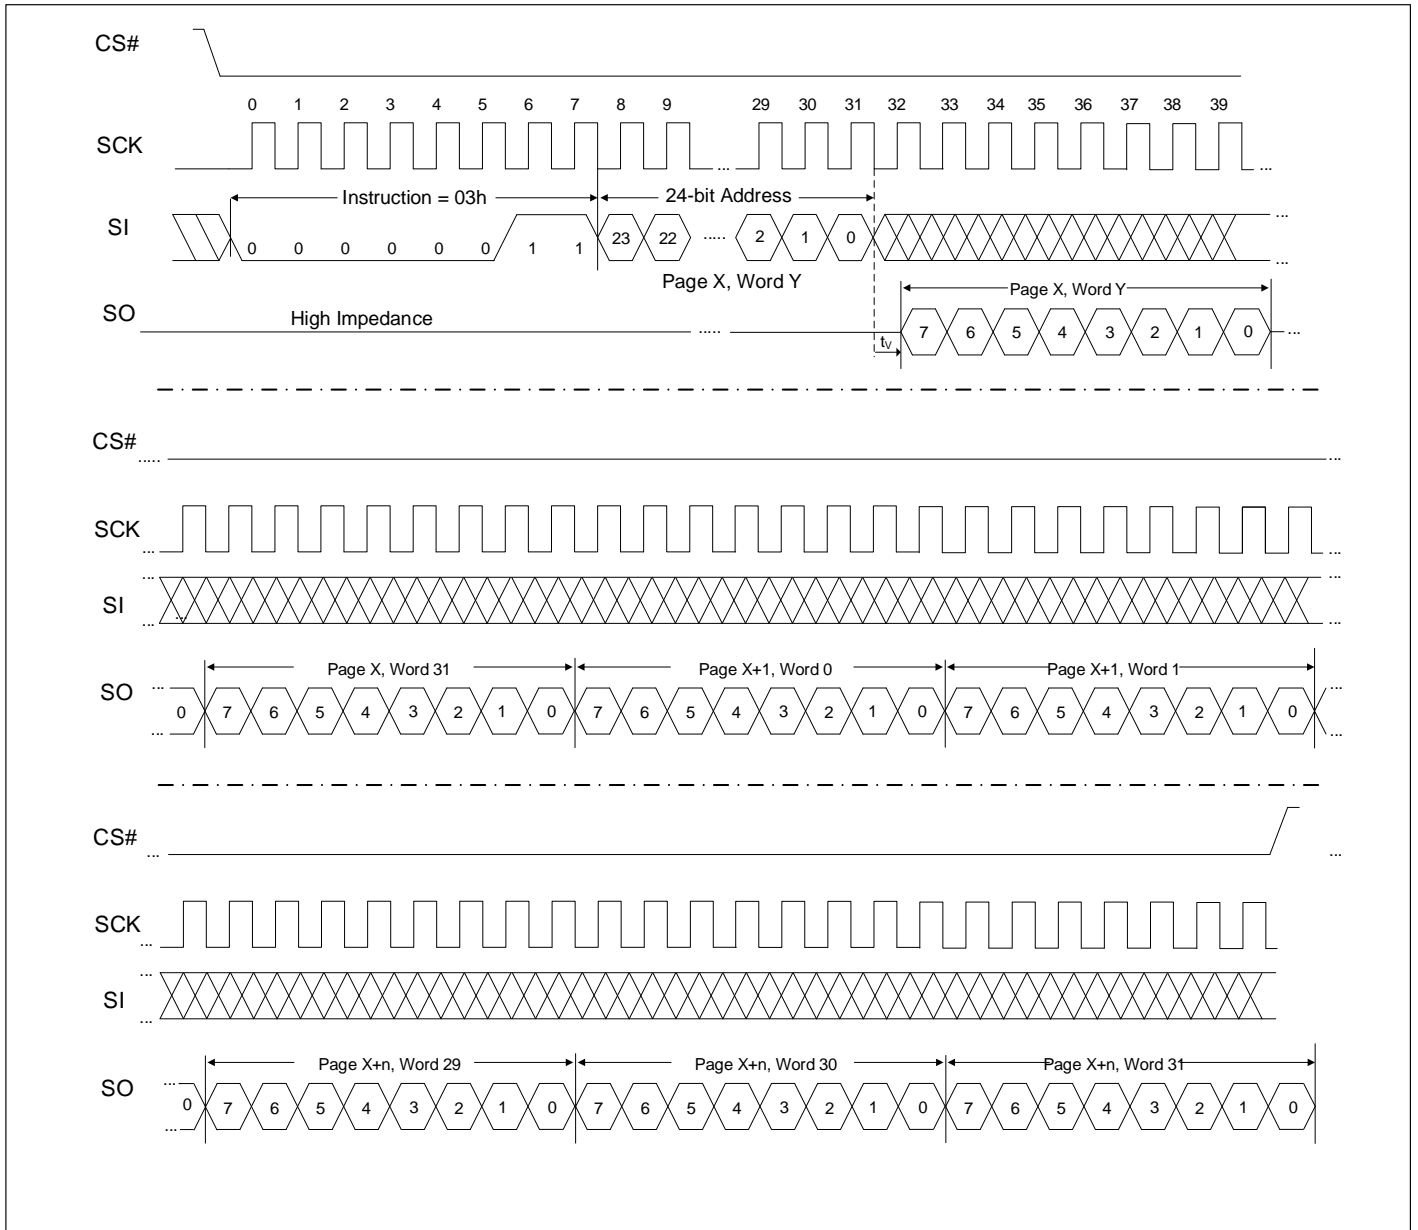 CS#
0 1 2 3 4 5 6 7 8 9 29 30 31 32 33 34 35 36 37 38 39
SCK ... ...
Instruction = 03h 24-bit Address
SI 0 0 0 0 0 0 1 1 23 22 ..... 2 1 0 ... ...
Page X, Word Y
Page X, Word Y
SO High Impedance ..... tV 7 6 5 4 3 2 1 0 ...
CS# ..... ...
SCK ... ...
SI ... ... ... ... ...
Page X, Word 31 Page X+1, Word 0 Page X+1, Word 1
SO ... ... 0 7 6 5 4 3 2 1 0 7 6 5 4 3 2 1 0 7 6 5 4 3 2 1 0 ... ...
CS# ... ...
SCK ... ...
SI ... ...
Page X+n, Word 29 Page X+n, Word 30 Page X+n, Word 31
SO ... ... 0 7 6 5 4 3 2 1 0 7 6 5 4 3 2 1 0 7 6 5 4 3 2 1 0